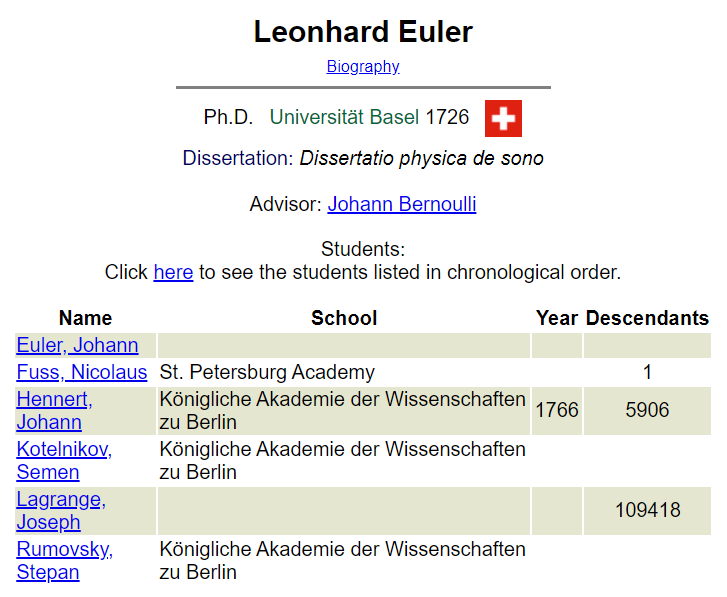 Leonhard Euler
Biography
Ph.D. Universität Basel 1726
Dissertation: Dissertatio physica de sono
Advisor: Johann Bernoulli
Students:
Click here to see the students listed in chronological order.
Name School Year Descendants
Euler, Johann
Fuss, Nicolaus St. Petersburg Academy 1
Hennert, Johann Königliche Akademie der Wissenschaften zu Berlin 1766 5906
Kotelnikov, Semen Königliche Akademie der Wissenschaften zu Berlin
Lagrange, Joseph 109418
Rumovsky, Stepan Königliche Akademie der Wissenschaften zu Berlin